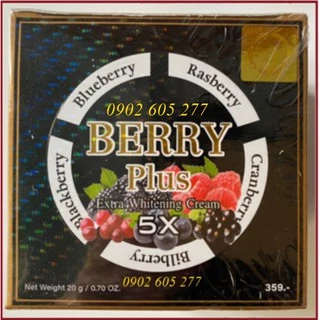 Blueberry
Rasberry
0902 605 277
BERRY
Plus
Blackberry
Cranberry
Extra Whitening Cream
5X
Bilberry
0902 605 277
Net Weight 20 g / 0.70 OZ.
359.-